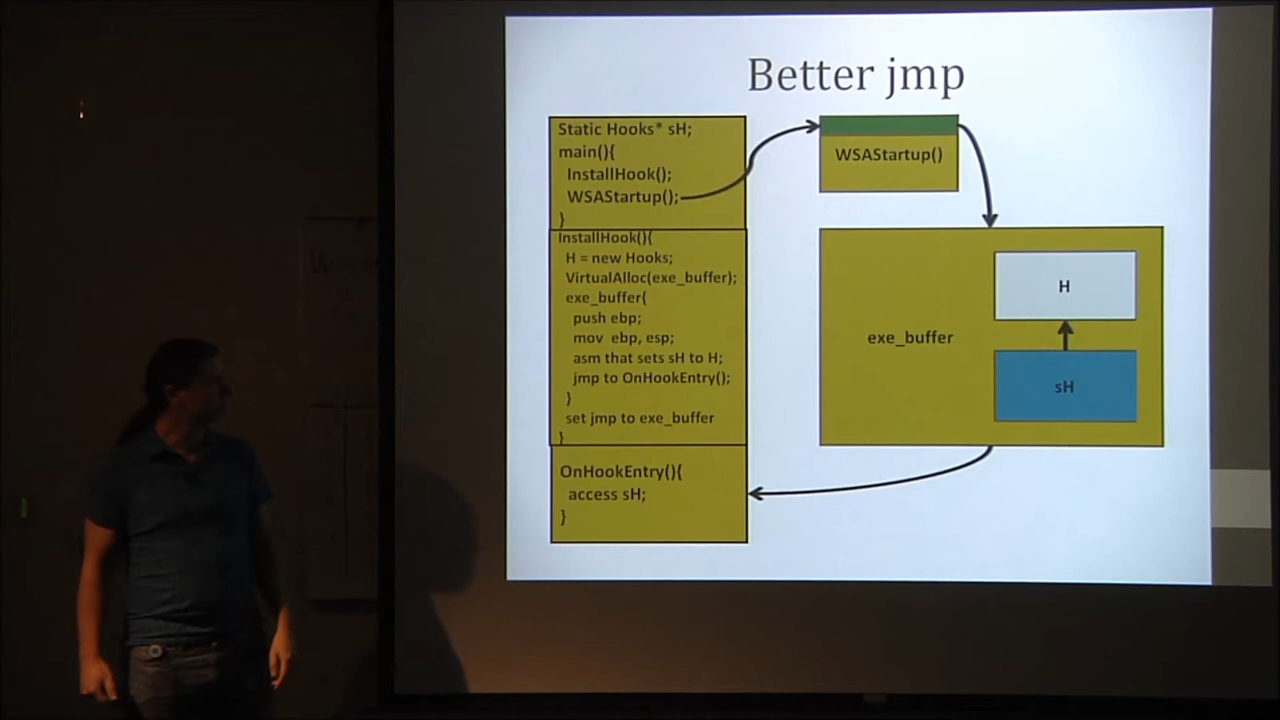 Better jmp
Static Hooks* sH;
main(){
InstallHook();
WSAStartup();
}
InstallHook(){
H = new Hooks;
VirtualAlloc(exe_buffer);
exe_buffer{
push ebp;
mov ebp, esp;
asm that sets sH to H;
jmp to OnHookEntry();
}
set jmp to exe_buffer
}
OnHookEntry(){
access sH;
}
WSAStartup()
exe_buffer
H
sH